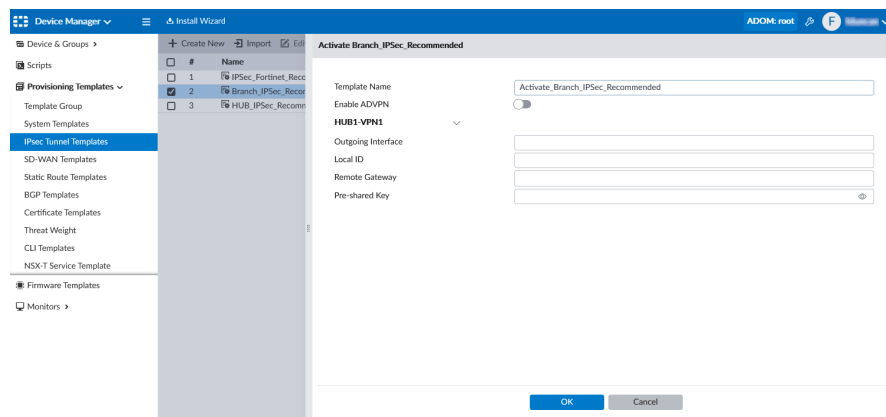 Device Manager
Install Wizard
ADOM: root
F
Device & Groups
Scripts
Provisioning Templates
Template Group
System Templates
IPsec Tunnel Templates
SD-WAN Templates
Static Route Templates
BGP Templates
Certificate Templates
Threat Weight
CLI Templates
NSX-T Service Template
Firmware Templates
Monitors
+ Create New Import Edi
# Name
1 IPSec_Fortinet_Reco
2 Branch_IPSec_Recor
3 HUB_IPSec_Recomn
Activate Branch_IPSec_Recommended
Template Name Activate_Branch_IPSec_Recommended
Enable ADVPN
HUB1-VPN1
Outgoing Interface
Local ID
Remote Gateway
Pre-shared Key
OK Cancel